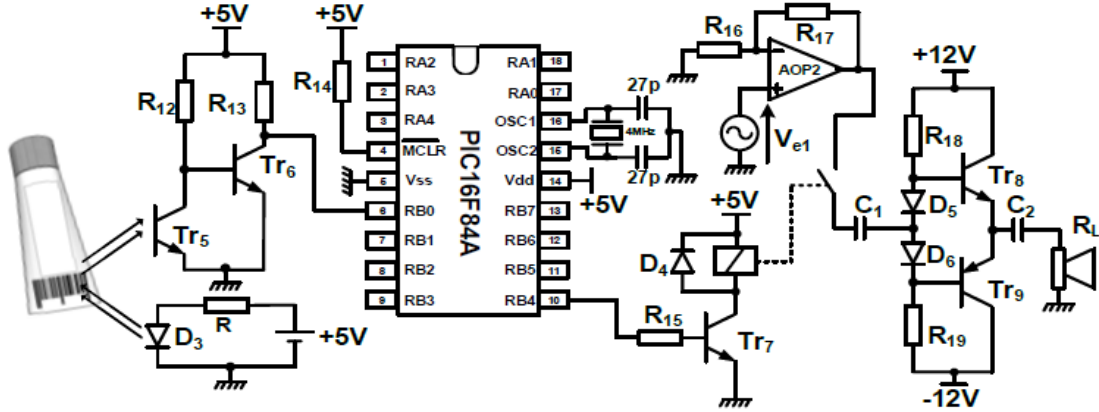 +5V
+5V
R12
R13
R14
Tr5
Tr6
D3
R
+5V
PIC16F84A
1 RA2
2 RA3
3 RA4
4 MCLR
5 Vss
6 RB0
7 RB1
8 RB2
9 RB3
RA1 18
RA0 17
OSC1 16
OSC2 15
Vdd 14
RB7 13
RB6 12
RB5 11
RB4 10
27p
4MHz
27p
+5V
R16
R17
AOP2
Ve1
+5V
D4
R15
Tr7
C1
+12V
R18
Tr8
D5
D6
C2
RL
Tr9
R19
-12V